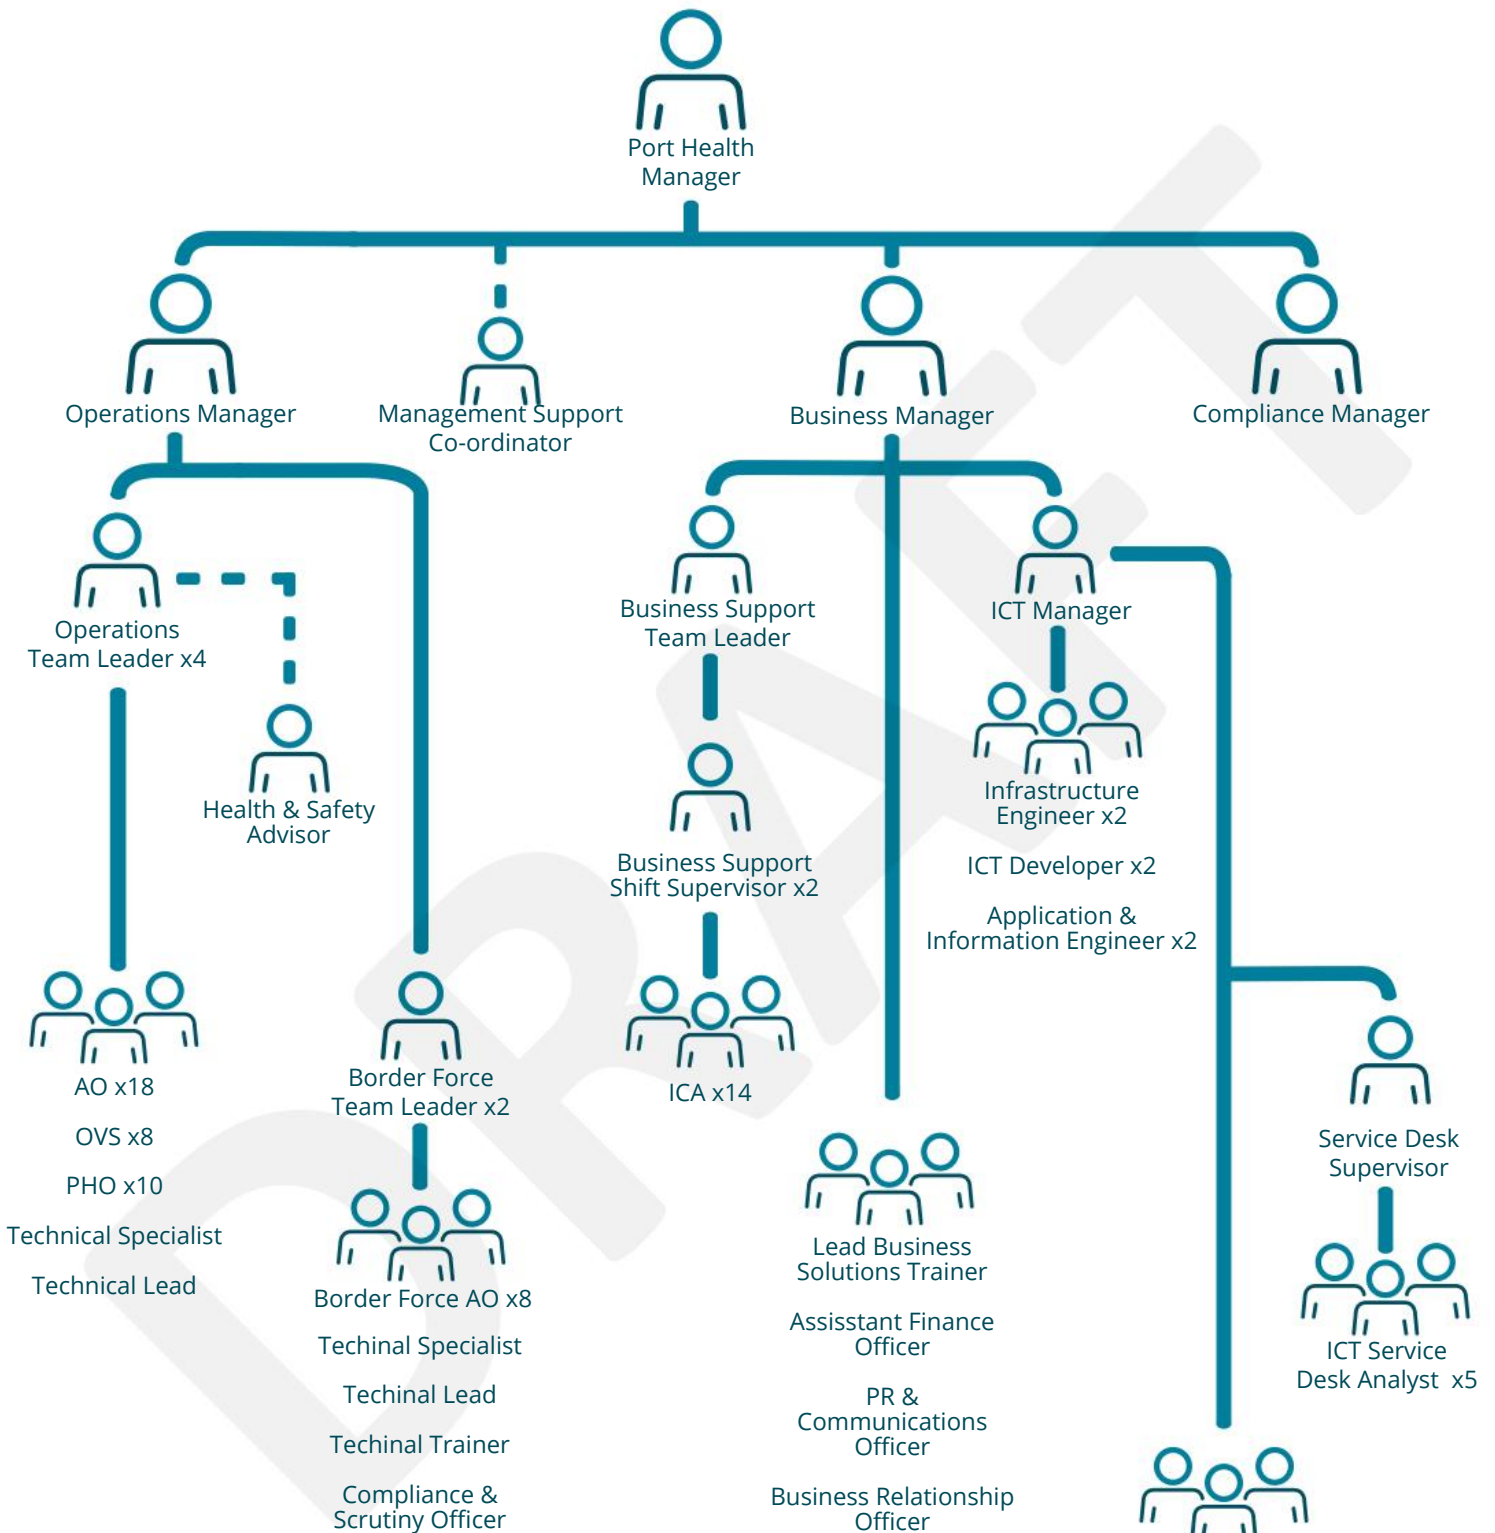 Port Health
Manager
Operations Manager
Management Support
Co-ordinator
Business Manager
Compliance Manager
Operations
Team Leader x4
Health & Safety
Advisor
Business Support
Team Leader
ICT Manager
Business Support
Shift Supervisor x2
Infrastructure
Engineer x2
ICT Developer x2
Application &
Information Engineer x2
AO x18
OVS x8
PHO x10
Technical Specialist
Technical Lead
Border Force
Team Leader x2
Border Force AO x8
Techinal Specialist
Techinal Lead
Techinal Trainer
Compliance &
Scrutiny Officer
ICA x14
Lead Business
Solutions Trainer
Assisstant Finance
Officer
PR &
Communications
Officer
Business Relationship
Officer
Service Desk
Supervisor
ICT Service
Desk Analyst x5
DRAFT